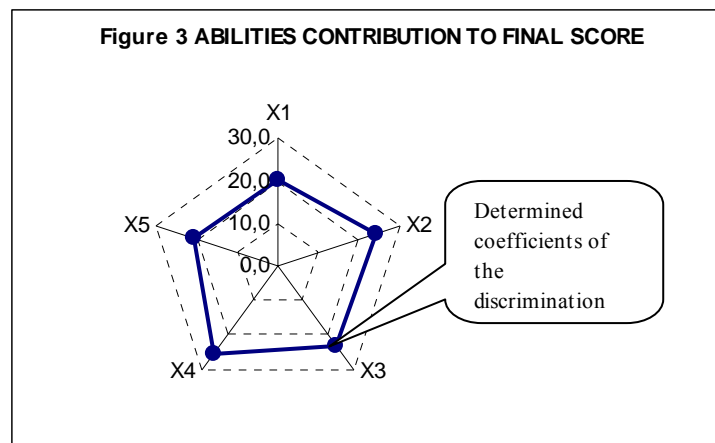 Figure 3 ABILITIES CONTRIBUTION TO FINAL SCORE
X1
30,0
20,0
10,0
0,0
X2
X3
X4
X5
Determined
coefficients of
the
discrimination